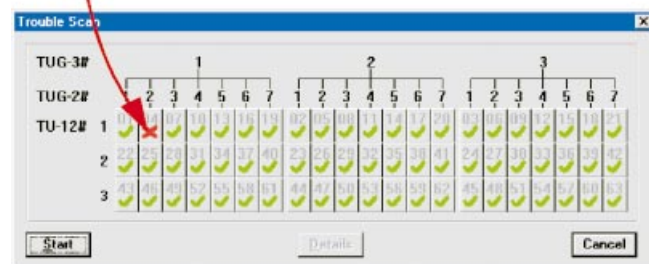 Trouble Scan
TUG-3# 1 2 3
TUG-2# 1 2 3 4 5 6 7 1 2 3 4 5 6 7 1 2 3 4 5 6 7
TU-12# 1 01 04 07 10 13 16 19 02 05 08 11 14 17 20 03 06 09 12 15 18 21
2 22 25 28 31 34 37 40 23 26 29 32 35 38 41 24 27 30 33 36 39 42
3 43 46 49 52 55 58 61 44 47 50 53 56 59 62 45 48 51 54 57 60 63
Start Details Cancel